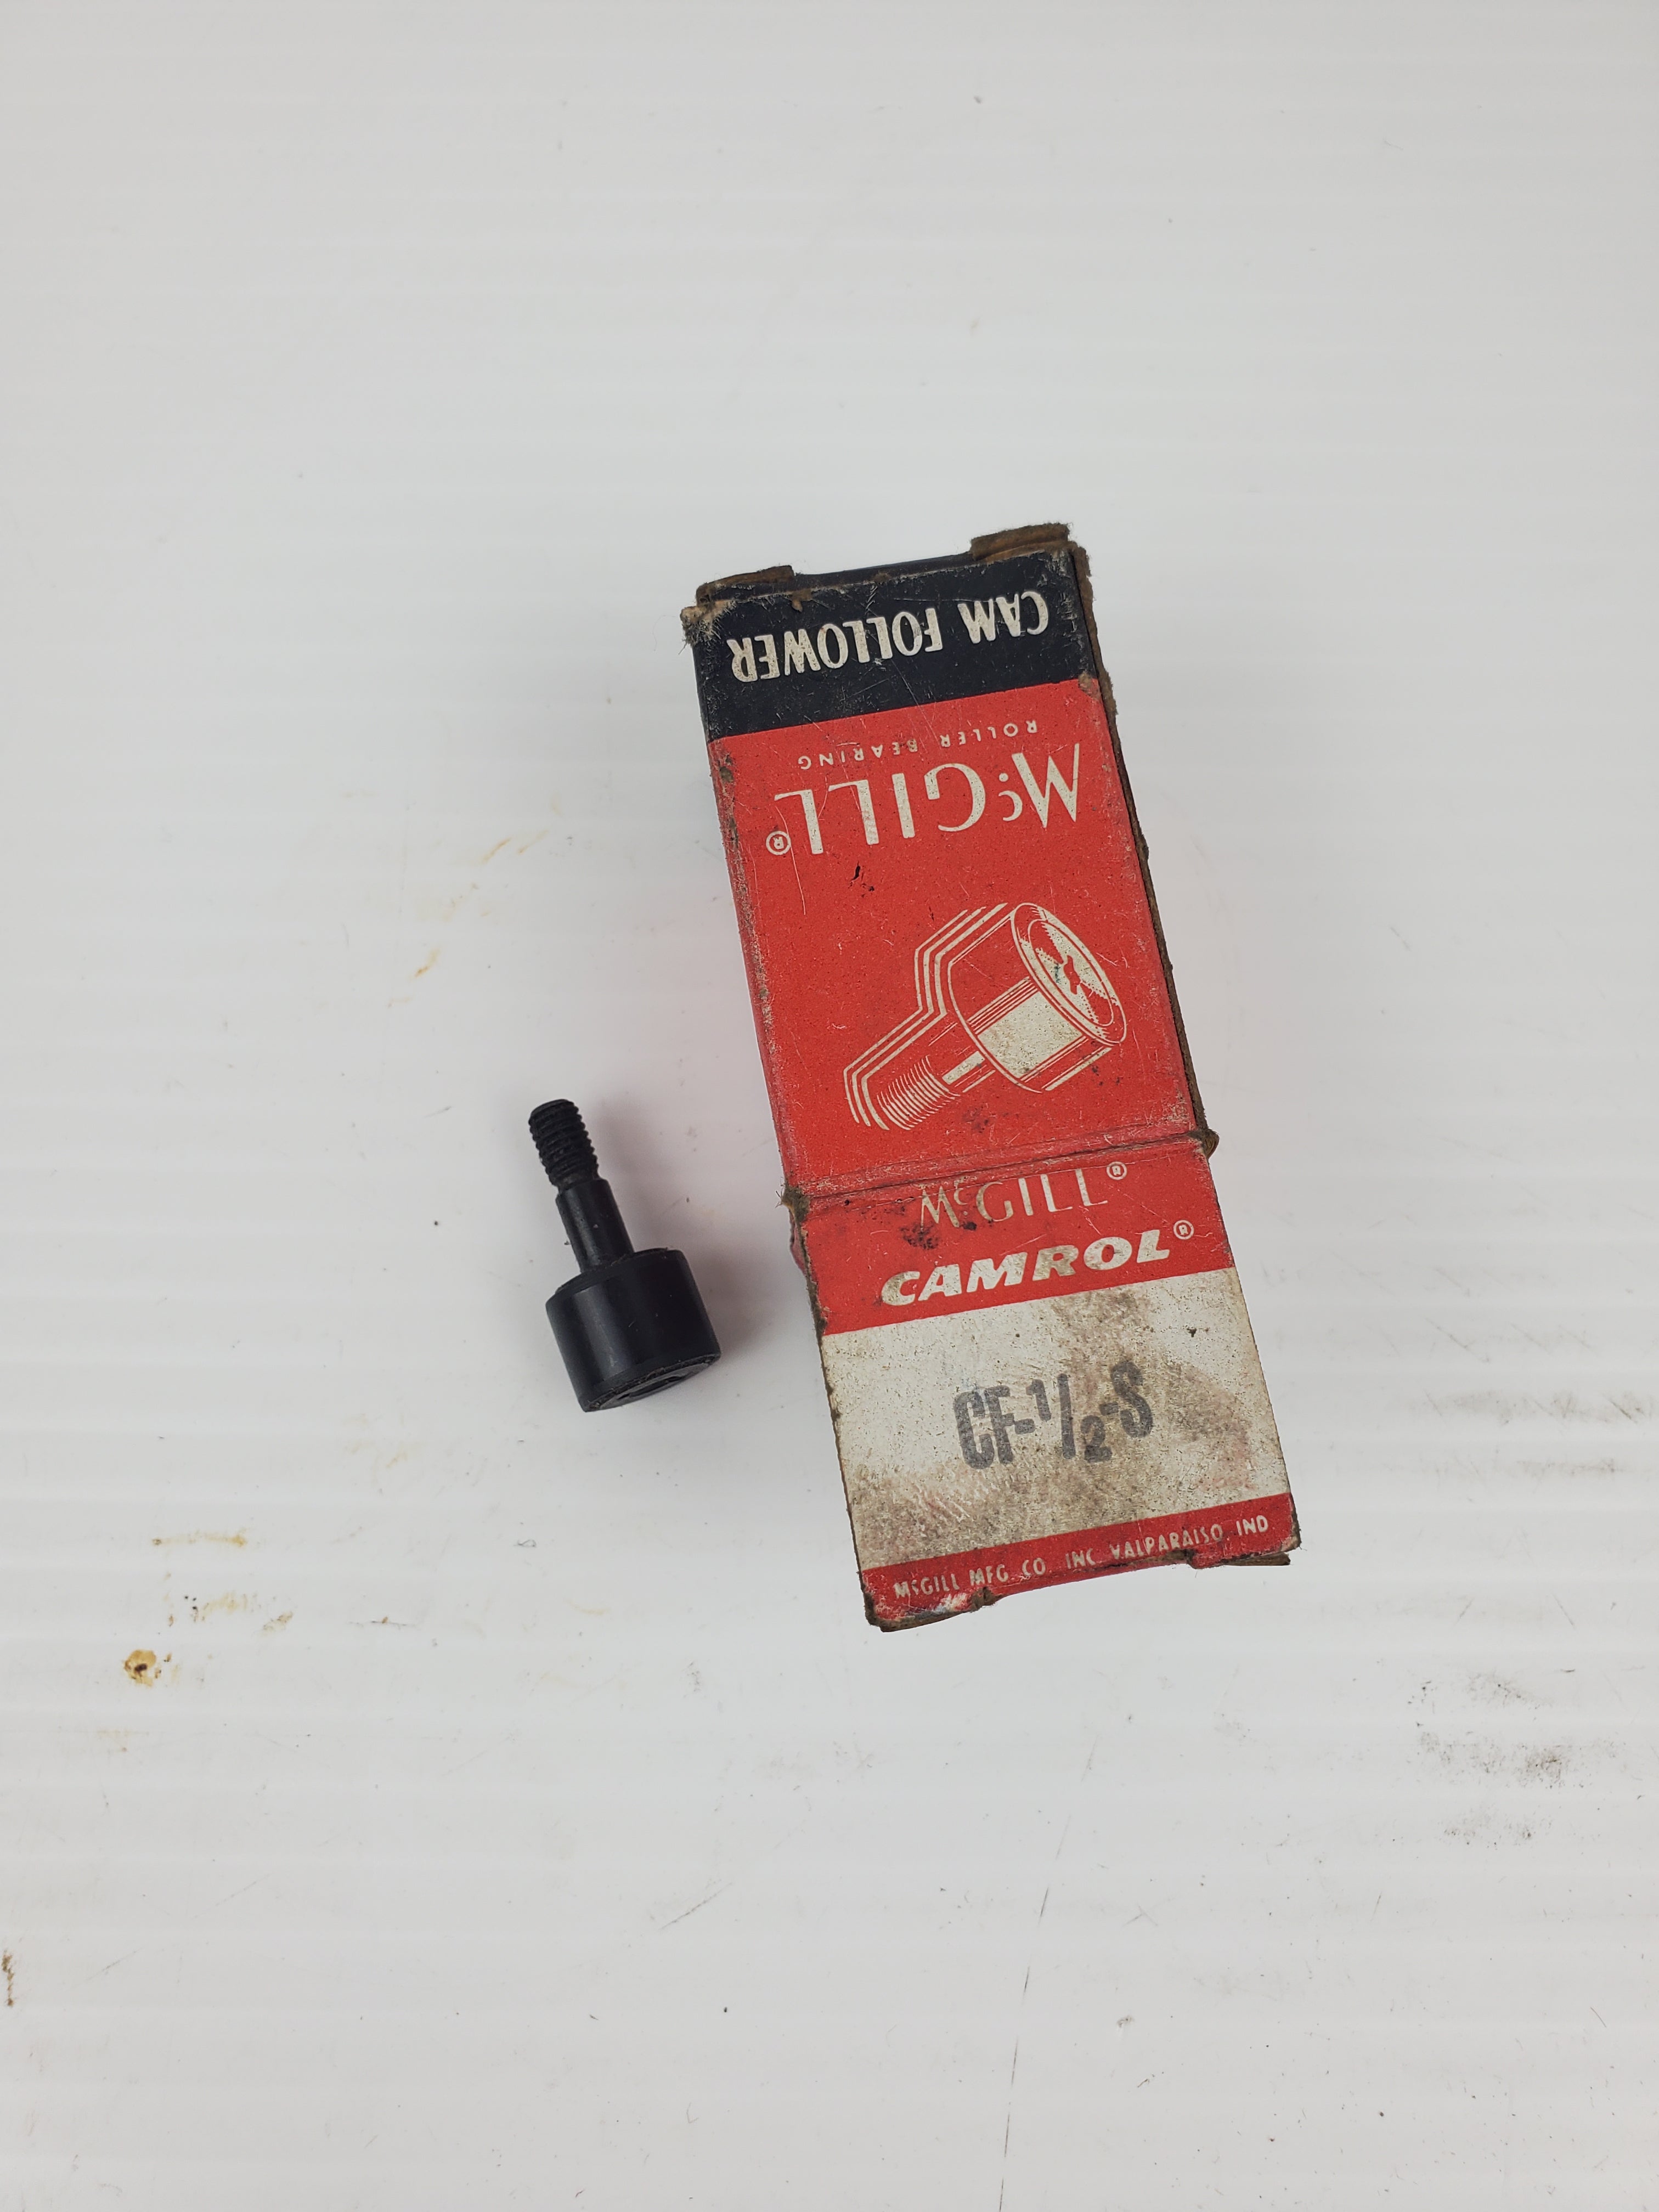 CAM FOLLOWER
ROLLER BEARING
McGILL®
McGILL®
CAMROL®
CF-1/2-S
McGILL MFG. CO. INC. VALPARAISO, IND